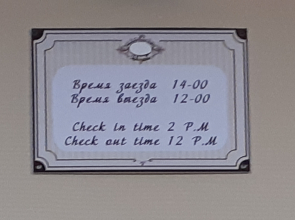 Время заезда 14-00
Время выезда 12-00
Check in time 2 P.M
Check out time 12 P.M